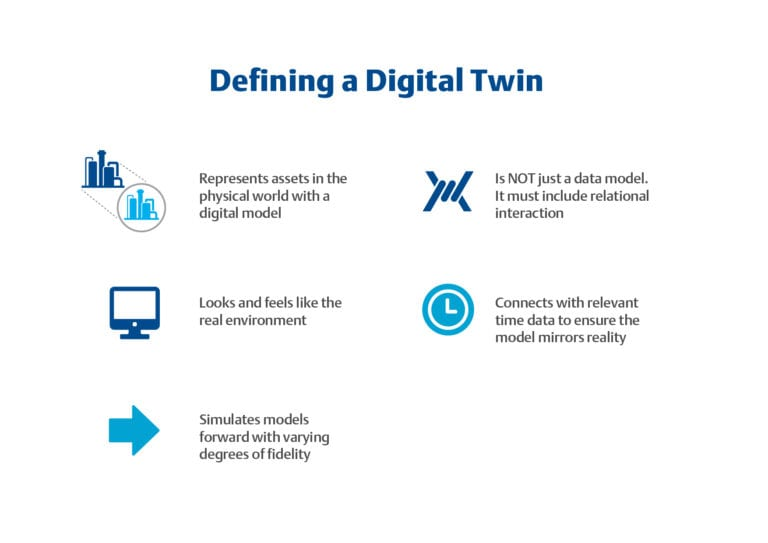 Defining a Digital Twin
Represents assets in the
physical world with a
digital model
Is NOT just a data model.
It must include relational
interaction
Looks and feels like the
real environment
Connects with relevant
time data to ensure the
model mirrors reality
Simulates models
forward with varying
degrees of fidelity